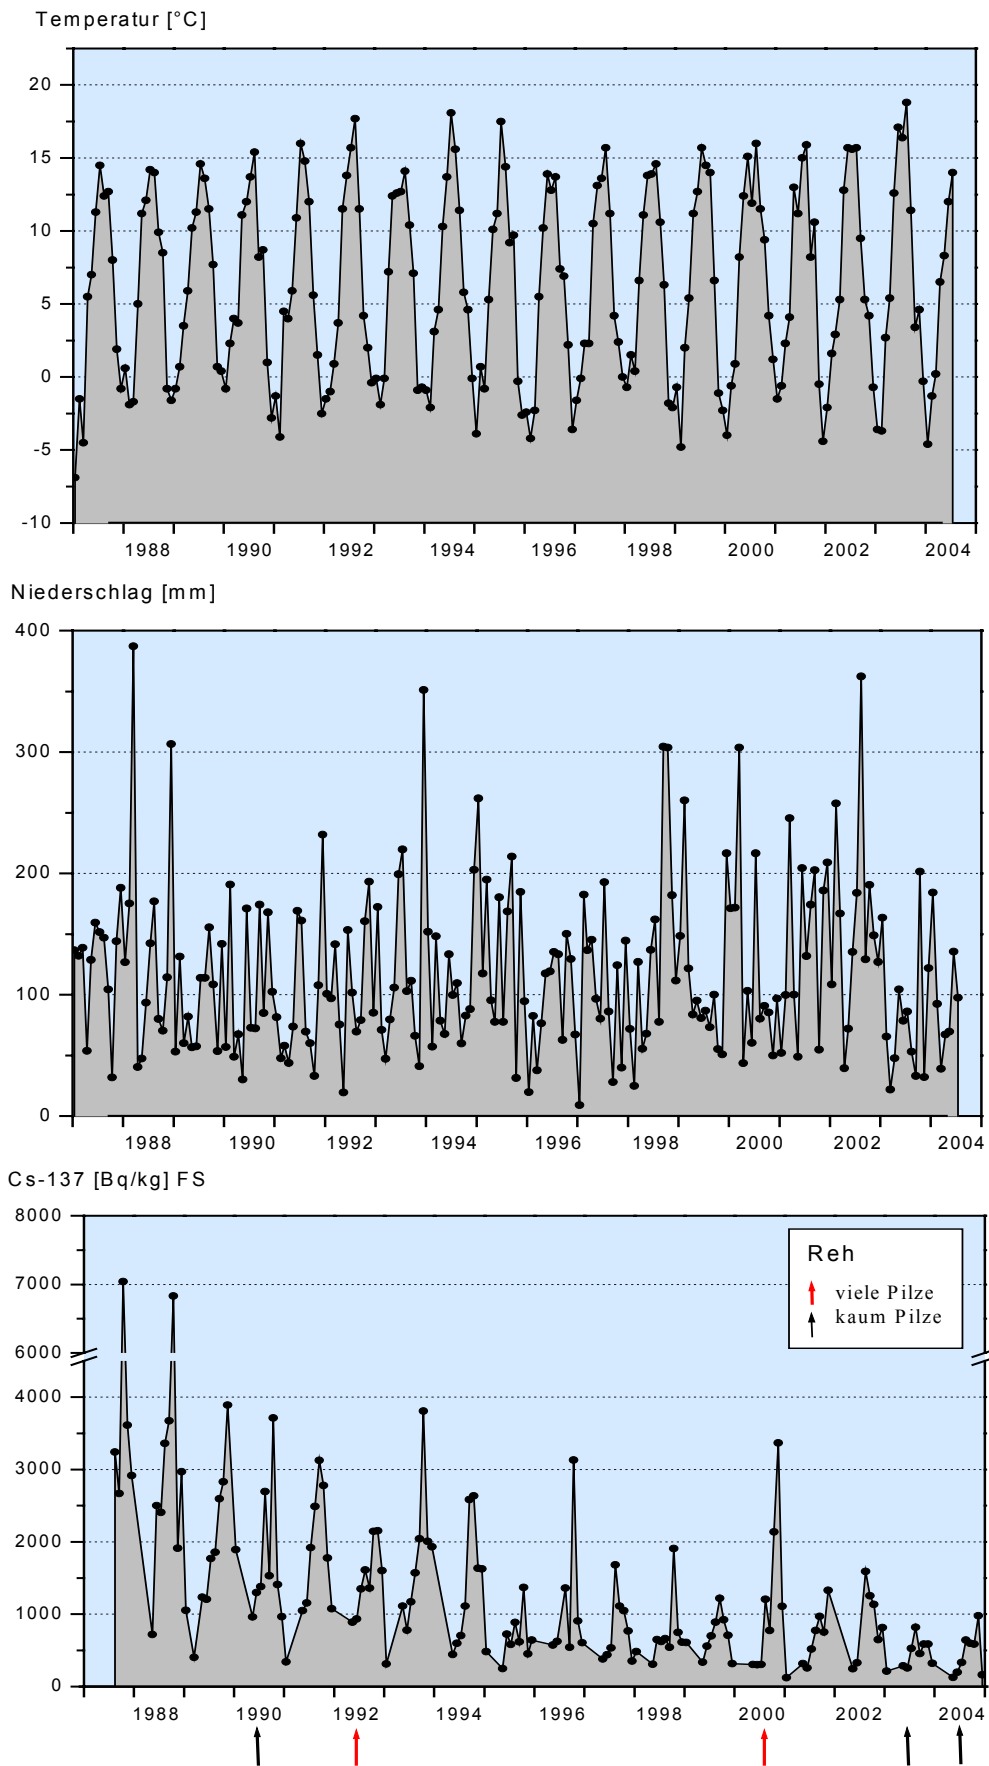 Temperatur [°C]
20
15
10
5
0
-5
-10
1988 1990 1992 1994 1996 1998 2000 2002 2004
Niederschlag [mm]
400
300
200
100
0
1988 1990 1992 1994 1996 1998 2000 2002 2004
Cs-137 [Bq/kg] FS
8000
7000
6000
4000
3000
2000
1000
0
Reh
viele Pilze
kaum Pilze
1988 1990 1992 1994 1996 1998 2000 2002 2004